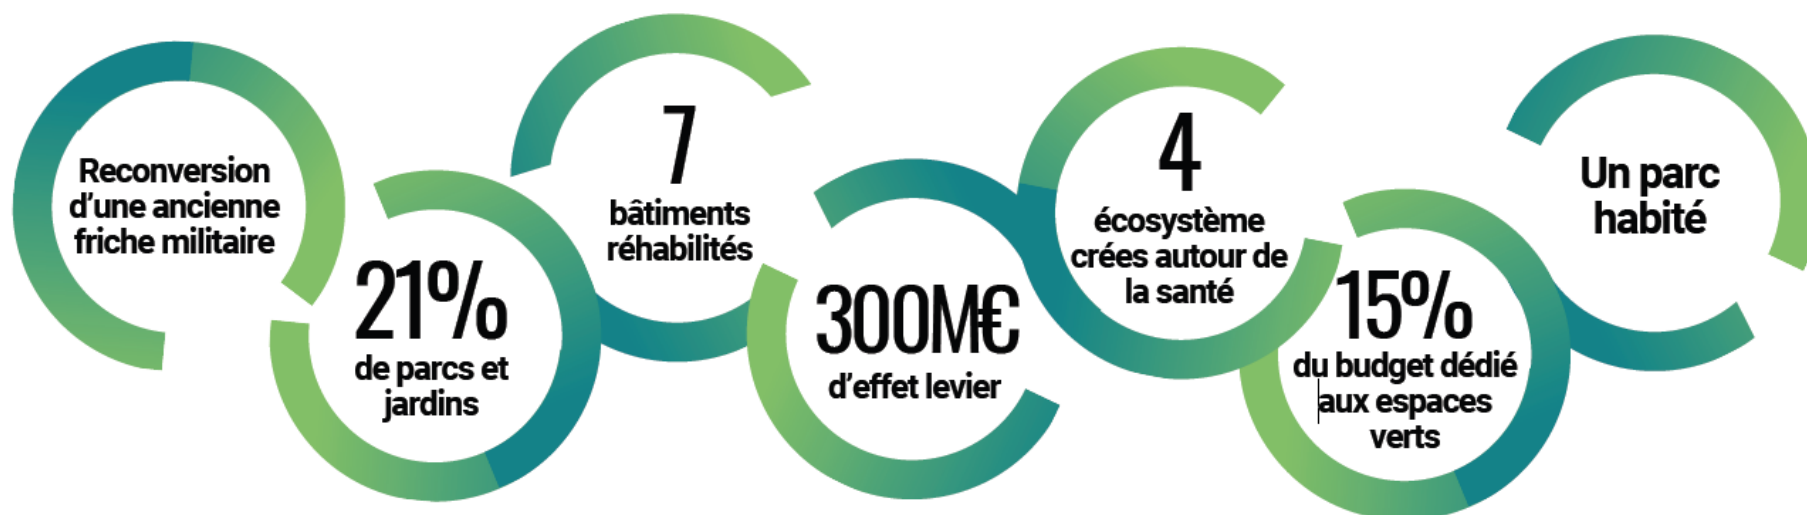 Reconversion
d'une ancienne
friche militaire
21%
de parcs et
jardins
7
bâtiments
réhabilités
300M€
d'effet levier
4
écosystème
crées autour de
la santé
15%
du budget dédié
aux espaces
verts
Un parc
habité